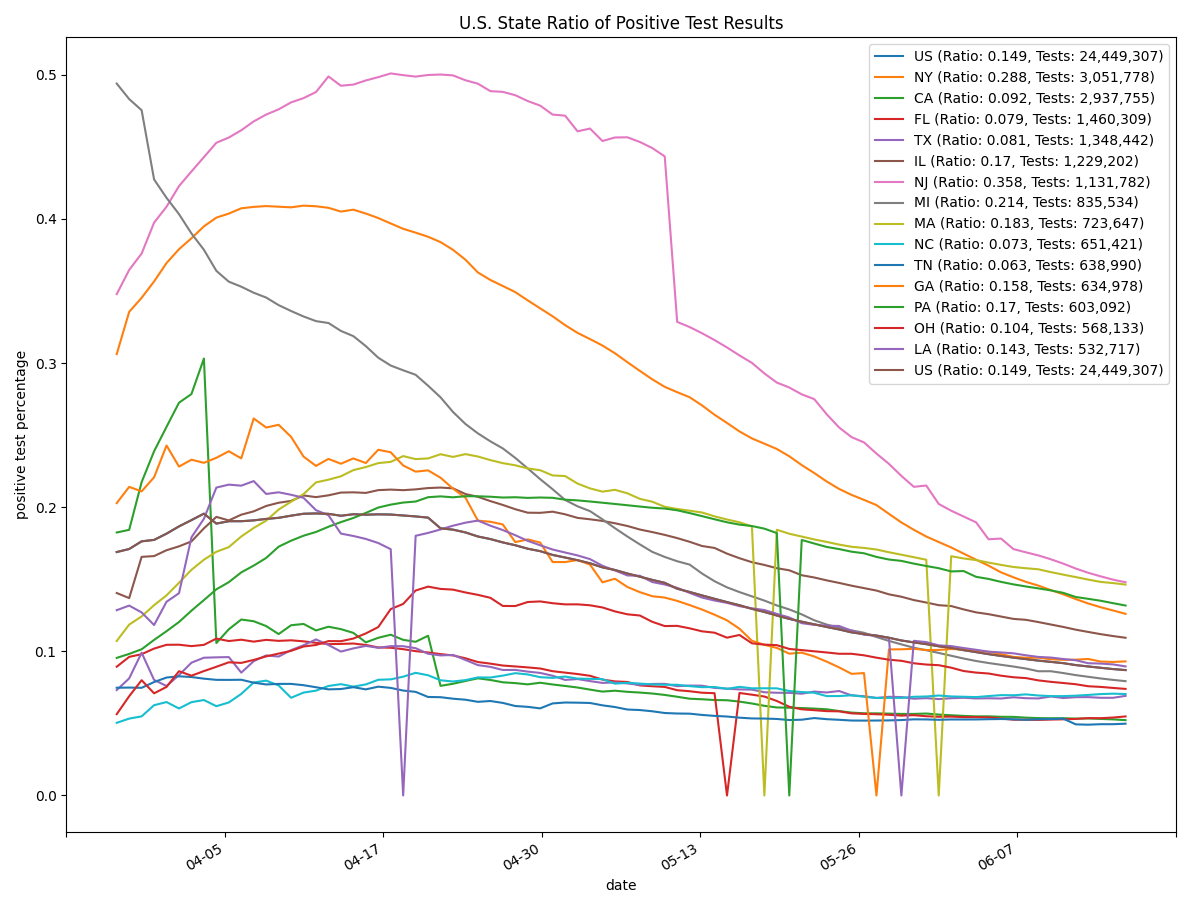 U.S. State Ratio of Positive Test Results
US (Ratio: 0.149, Tests: 24,449,307)
NY (Ratio: 0.288, Tests: 3,051,778)
CA (Ratio: 0.092, Tests: 2,937,755)
FL (Ratio: 0.079, Tests: 1,460,309)
TX (Ratio: 0.081, Tests: 1,348,442)
IL (Ratio: 0.17, Tests: 1,229,202)
NJ (Ratio: 0.358, Tests: 1,131,782)
MI (Ratio: 0.214, Tests: 835,534)
MA (Ratio: 0.183, Tests: 723,647)
NC (Ratio: 0.073, Tests: 651,421)
TN (Ratio: 0.063, Tests: 638,990)
GA (Ratio: 0.158, Tests: 634,978)
PA (Ratio: 0.17, Tests: 603,092)
OH (Ratio: 0.104, Tests: 568,133)
LA (Ratio: 0.143, Tests: 532,717)
US (Ratio: 0.149, Tests: 24,449,307)
positive test percentage
0.5
0.4
0.3
0.2
0.1
0.0
04-05
04-17
04-30
05-13
05-26
06-07
date